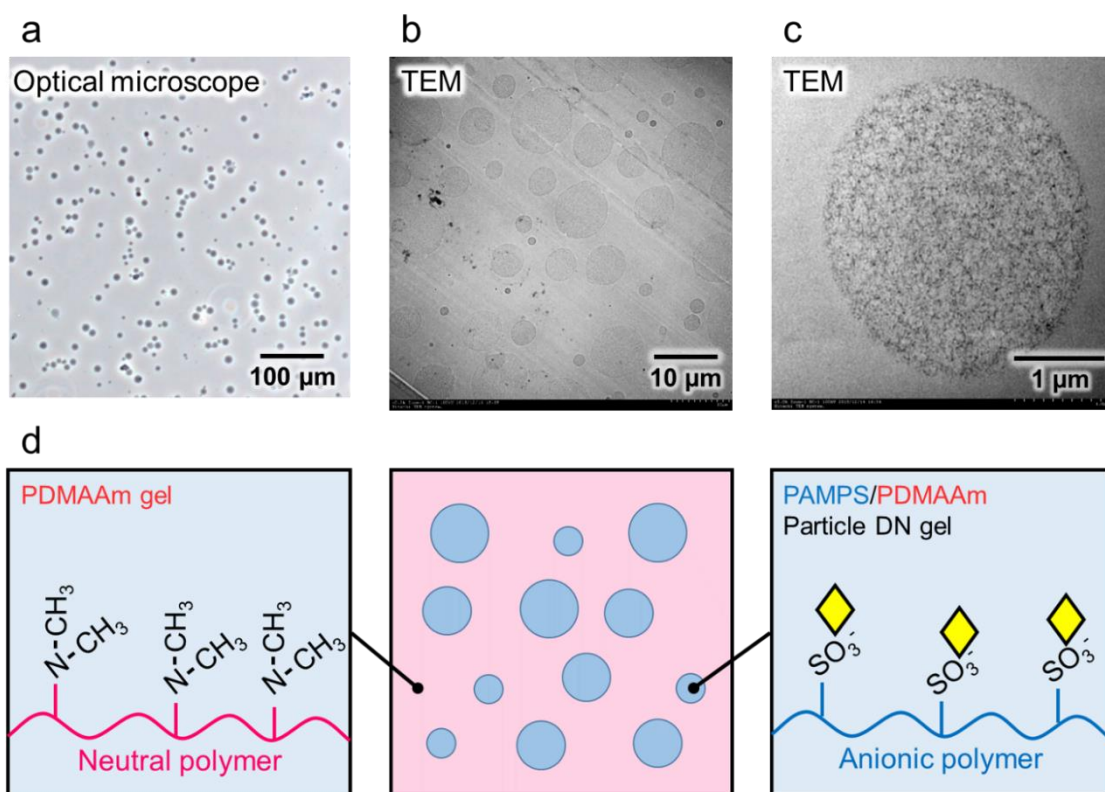 a
b
c
Optical microscope
TEM
TEM
100 μm
10 μm
1 μm
d
PDMAAm gel
N-CH3
CH3
N-CH3
CH3
N-CH3
CH3
Neutral polymer
PAMPS/PDMAAm
Particle DN gel
SO3-
SO3-
SO3-
Anionic polymer